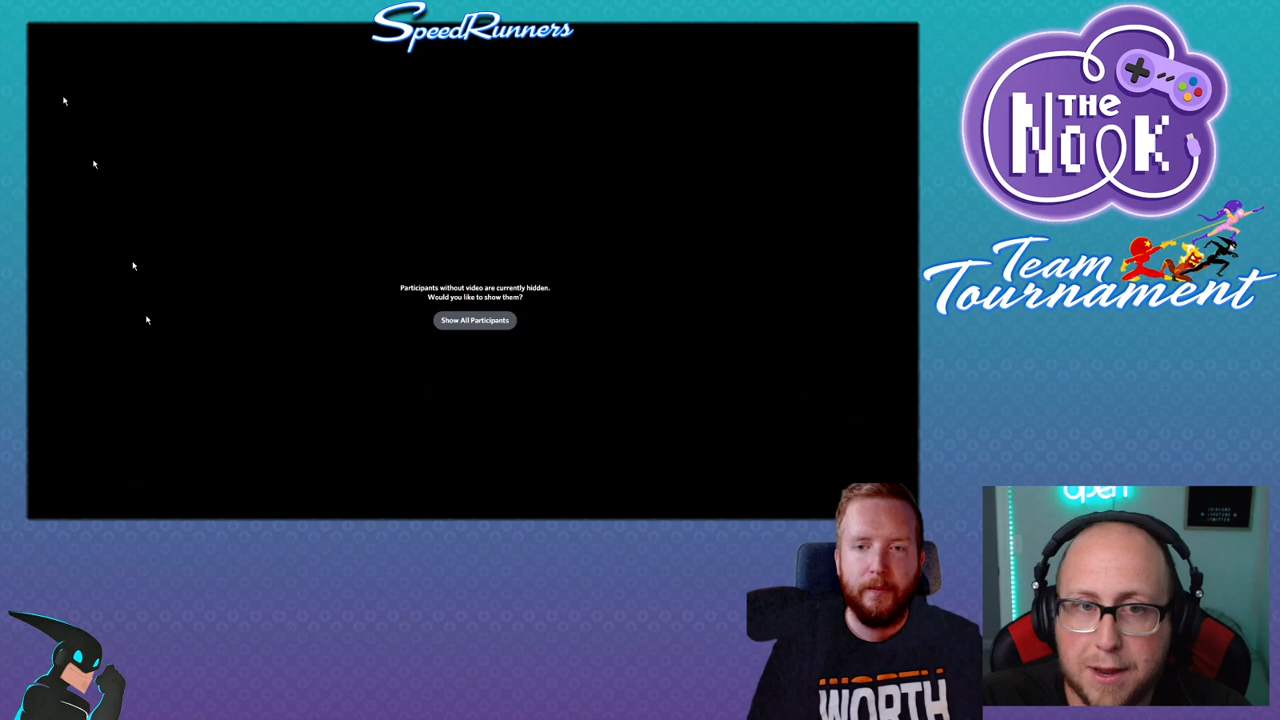 SpeedRunners
THE
NOOK
Team
Tournament
Participants without video are currently hidden.
Would you like to show them?
Show All Participants
open
WORTH